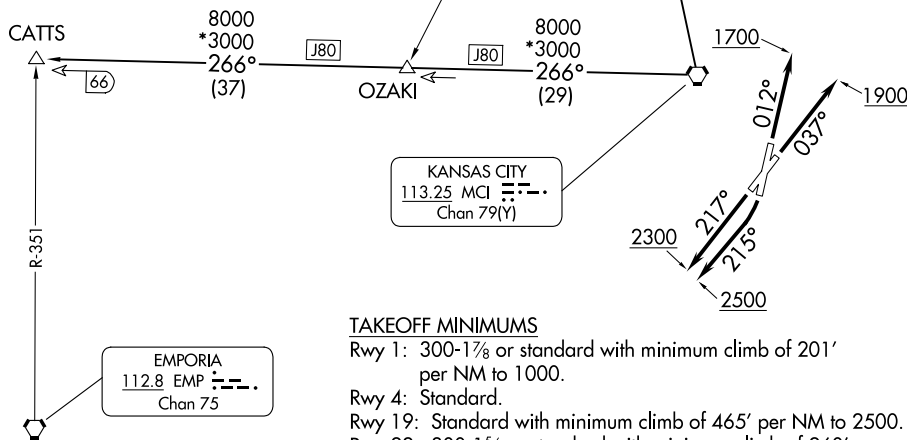 CATTS
8000
*3000
266°
(37)
J80
66
OZAKI
8000
*3000
266°
(29)
J80
KANSAS CITY
113.25 MCI
Chan 79(Y)
1700
012°
1900
037°
217°
215°
2300
2500
R-351
EMPORIA
112.8 EMP
Chan 75
TAKEOFF MINIMUMS
Rwy 1: 300-1⅞ or standard with minimum climb of 201'
per NM to 1000.
Rwy 4: Standard.
Rwy 19: Standard with minimum climb of 465' per NM to 2500.